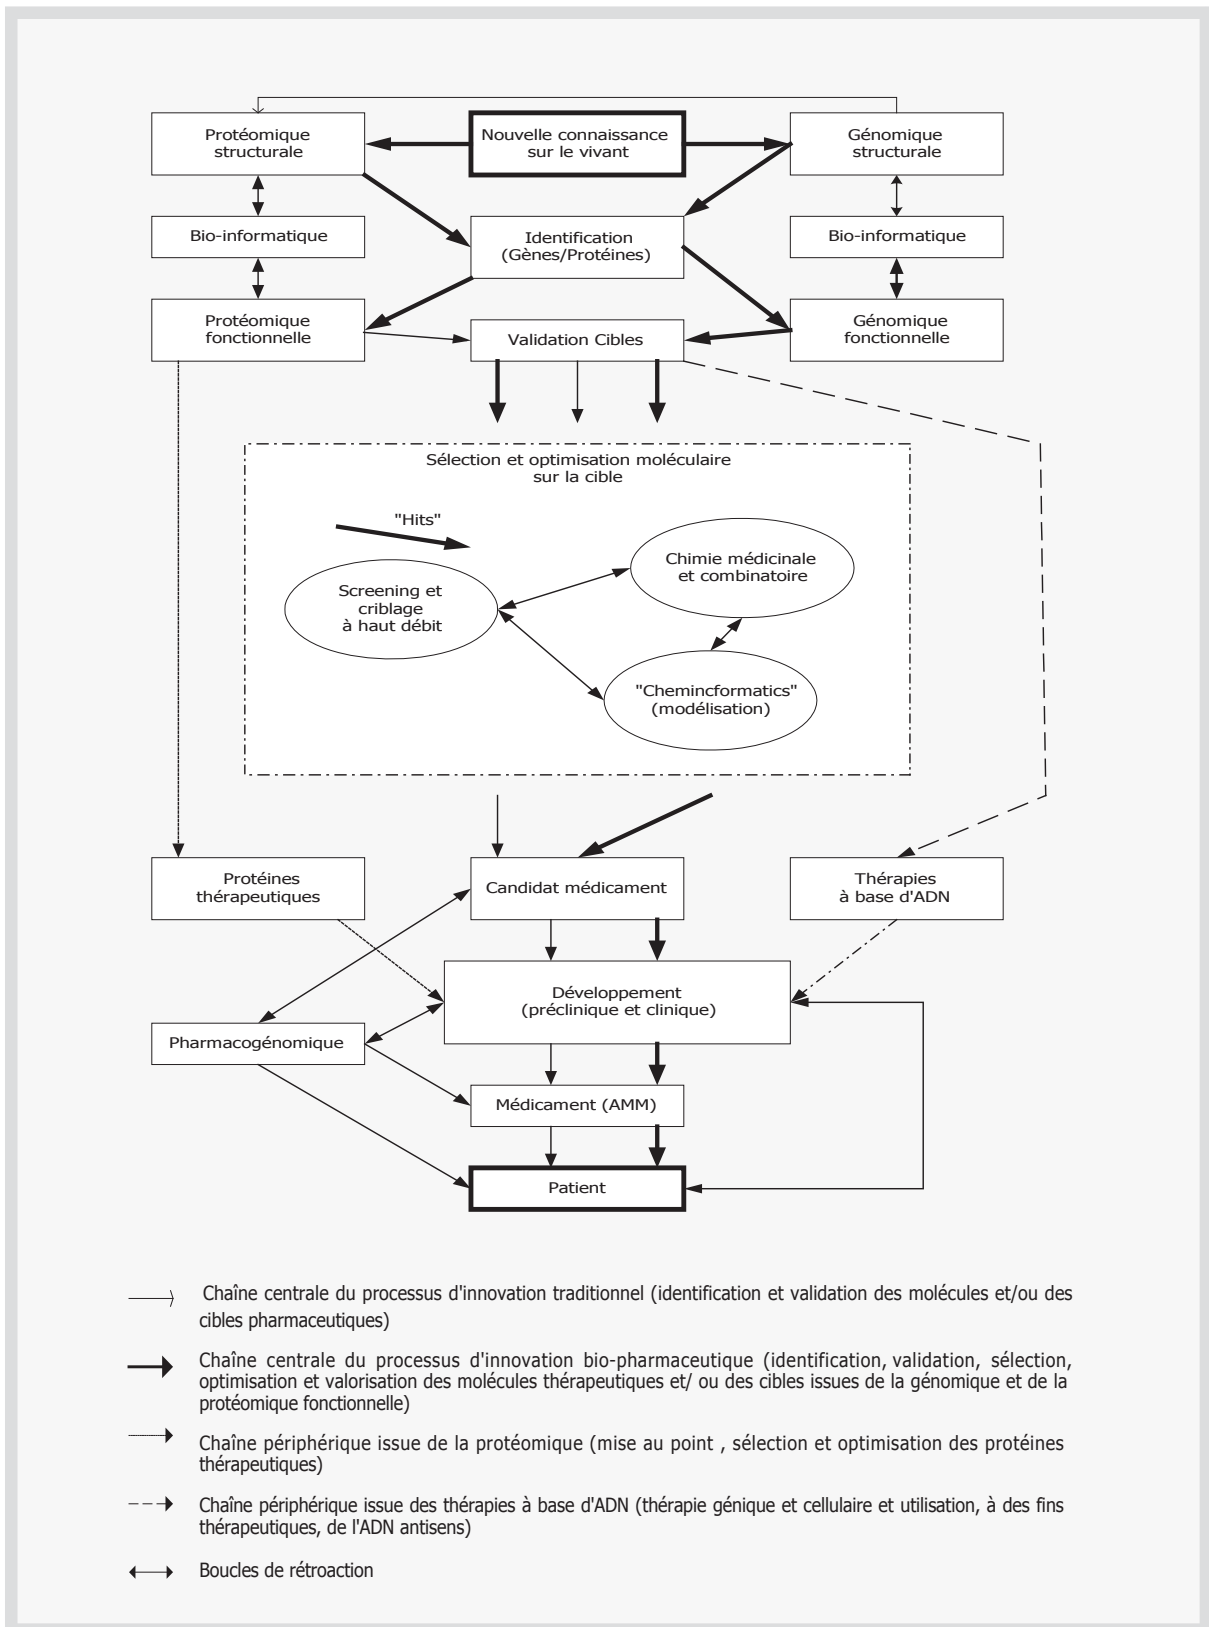 Protéomique
structurale
Nouvelle connaissance
sur le vivant
Génomique
structurale
Bio-informatique
Identification
(Gènes/Protéines)
Bio-informatique
Protéomique
fonctionnelle
Validation Cibles
Génomique
fonctionnelle
Sélection et optimisation moléculaire
sur la cible
"Hits"
Chimie médicinale
et combinatoire
Screening et
criblage
à haut débit
"Chemincformatics"
(modélisation)
Protéines
thérapeutiques
Candidat médicament
Thérapies
à base d'ADN
Développement
(préclinique et clinique)
Pharmacogénomique
Médicament (AMM)
Patient
Chaîne centrale du processus d'innovation traditionnel (identification et validation des molécules et/ou des
cibles pharmaceutiques)
Chaîne centrale du processus d'innovation bio-pharmaceutique (identification, validation, sélection,
optimisation et valorisation des molécules thérapeutiques et/ ou des cibles issues de la génomique et de la
protéomique fonctionnelle)
Chaîne périphérique issue de la protéomique (mise au point , sélection et optimisation des protéines
thérapeutiques)
Chaîne périphérique issue des thérapies à base d'ADN (thérapie génique et cellulaire et utilisation, à des fins
thérapeutiques, de l'ADN antisens)
Boucles de rétroaction